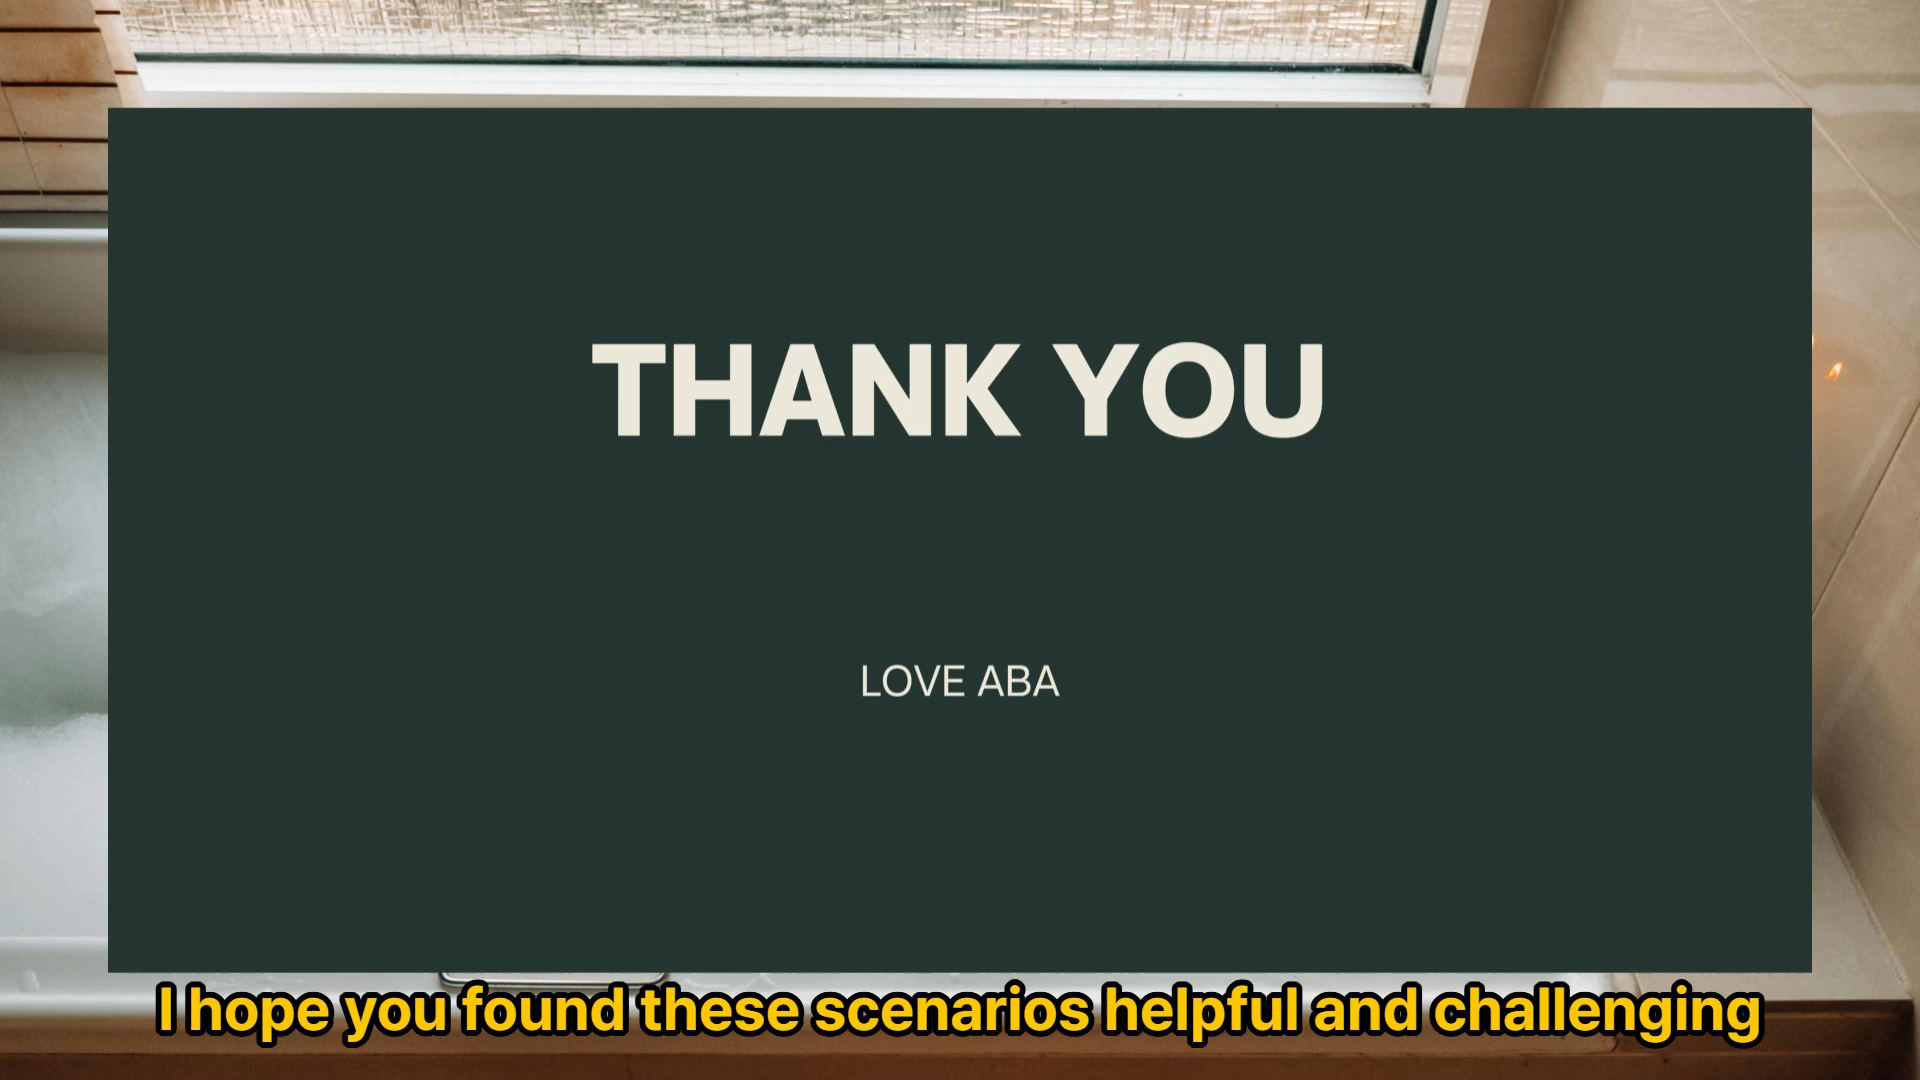 THANK YOU
LOVE ABA
I hope you found these scenarios helpful and challenging